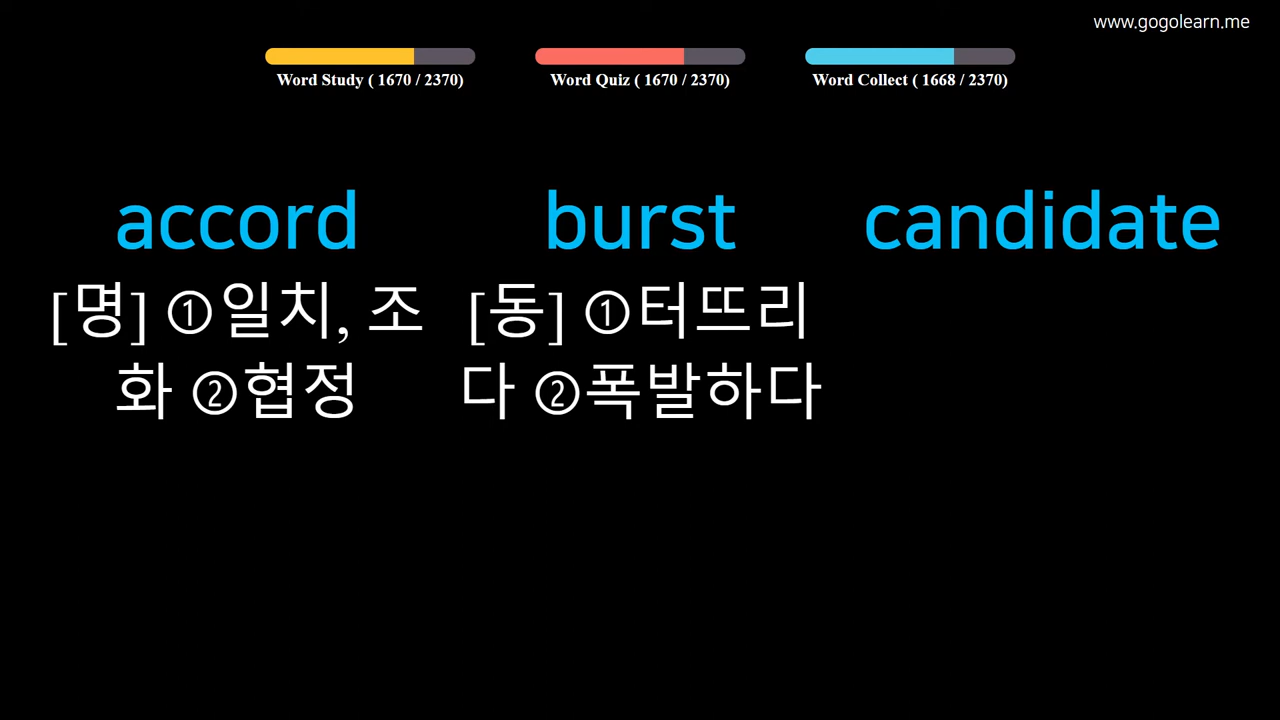 www.gogolearn.me
Word Study ( 1670 / 2370)
Word Quiz ( 1670 / 2370)
Word Collect ( 1668 / 2370)
accord
[명] ①일치, 조
화 ②협정
burst
[동] ①터뜨리
다 ②폭발하다
candidate